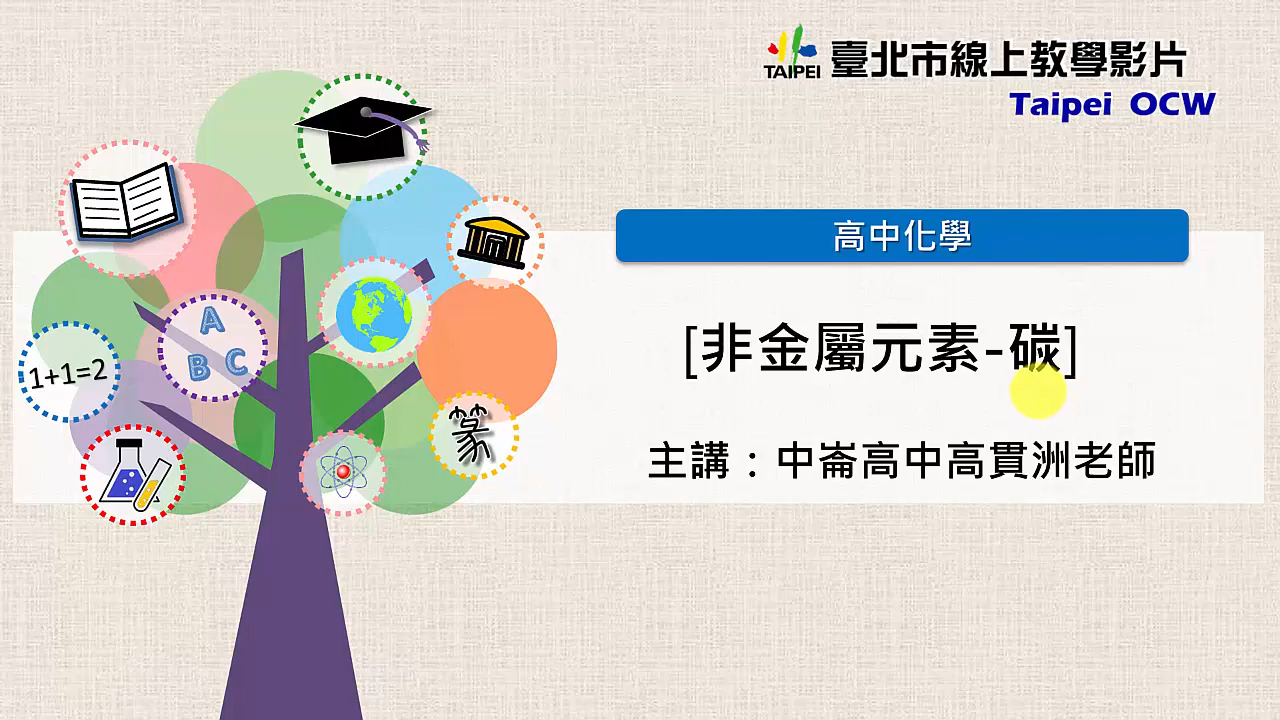 TAIPEI 臺北市線上教學影片
Taipei OCW
高中化學
[非金屬元素-碳]
主講：中崙高中高貫洲老師
A
B C
1+1=2
篆